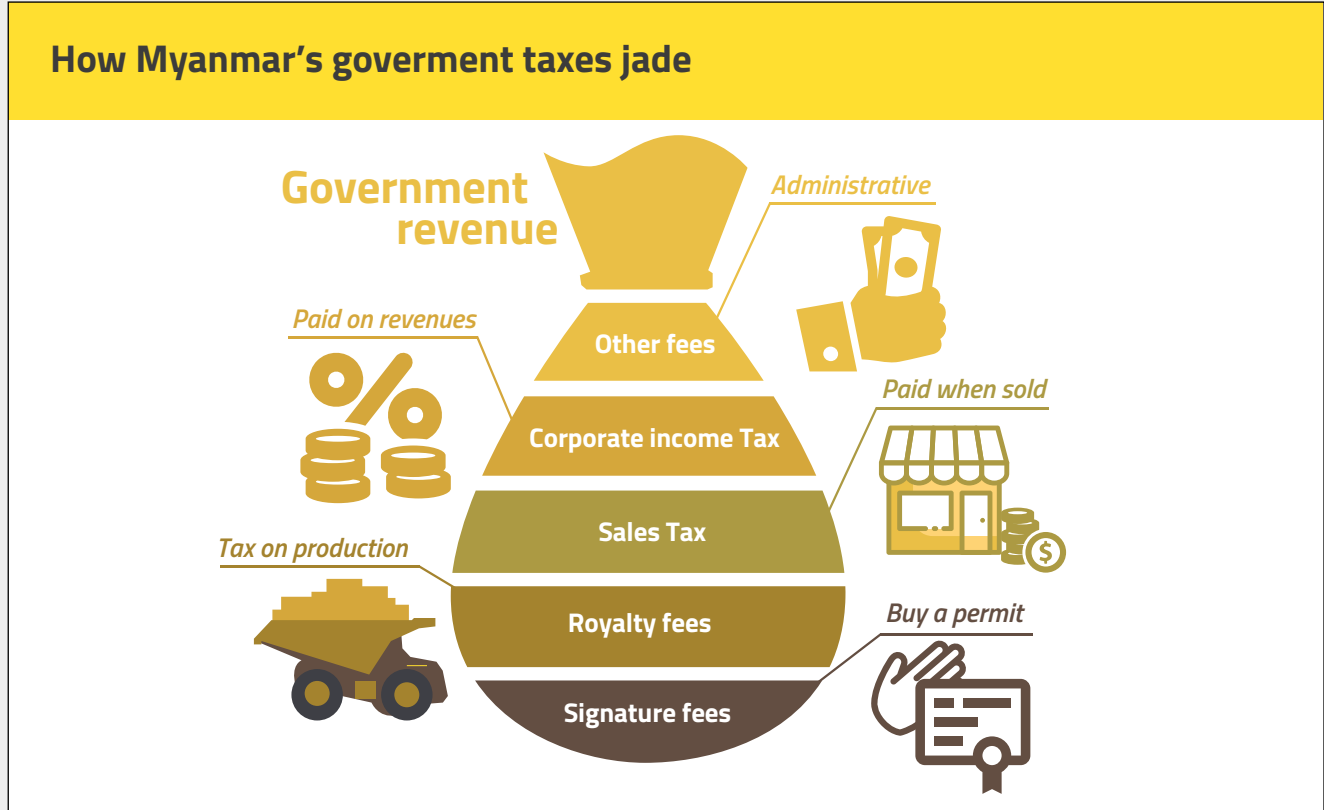 How Myanmar's goverment taxes jade
Government
revenue
Administrative
Other fees
Paid on revenues
Corporate income Tax
Paid when sold
Sales Tax
$
Tax on production
Royalty fees
Buy a permit
Signature fees